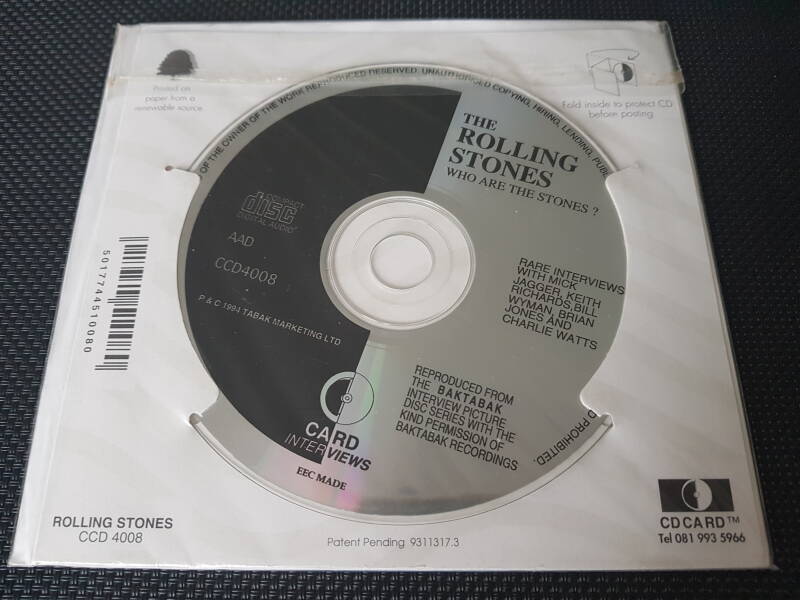 Printed on
paper from a
renewable source.
Fold inside to protect CD
before posting
OF THE OWNER OF THE WORK REPRODUCED RESERVED. UNAUTHORISED COPYING, HIRING, LENDING, PUBL
D PROHIBITED.
THE
ROLLING
STONES
WHO ARE THE STONES ?
COMPACT
disc
DIGITAL AUDIO
AAD
CCD4008
P & C 1994 TABAK MARKETING LTD
RARE INTERVIEWS
WITH MICK
JAGGER, KEITH
RICHARDS, BILL
WYMAN, BRIAN
JONES AND
CHARLIE WATTS
REPRODUCED FROM
THE BAKTABAK
INTERVIEW PICTURE
DISC SERIES WITH THE
KIND PERMISSION OF
BAKTABAK RECORDINGS
CARD
INTERVIEWS
EEC MADE
5017744510080
ROLLING STONES
CCD 4008
Patent Pending 9311317.3
CD CARD™
Tel 081 993 5966